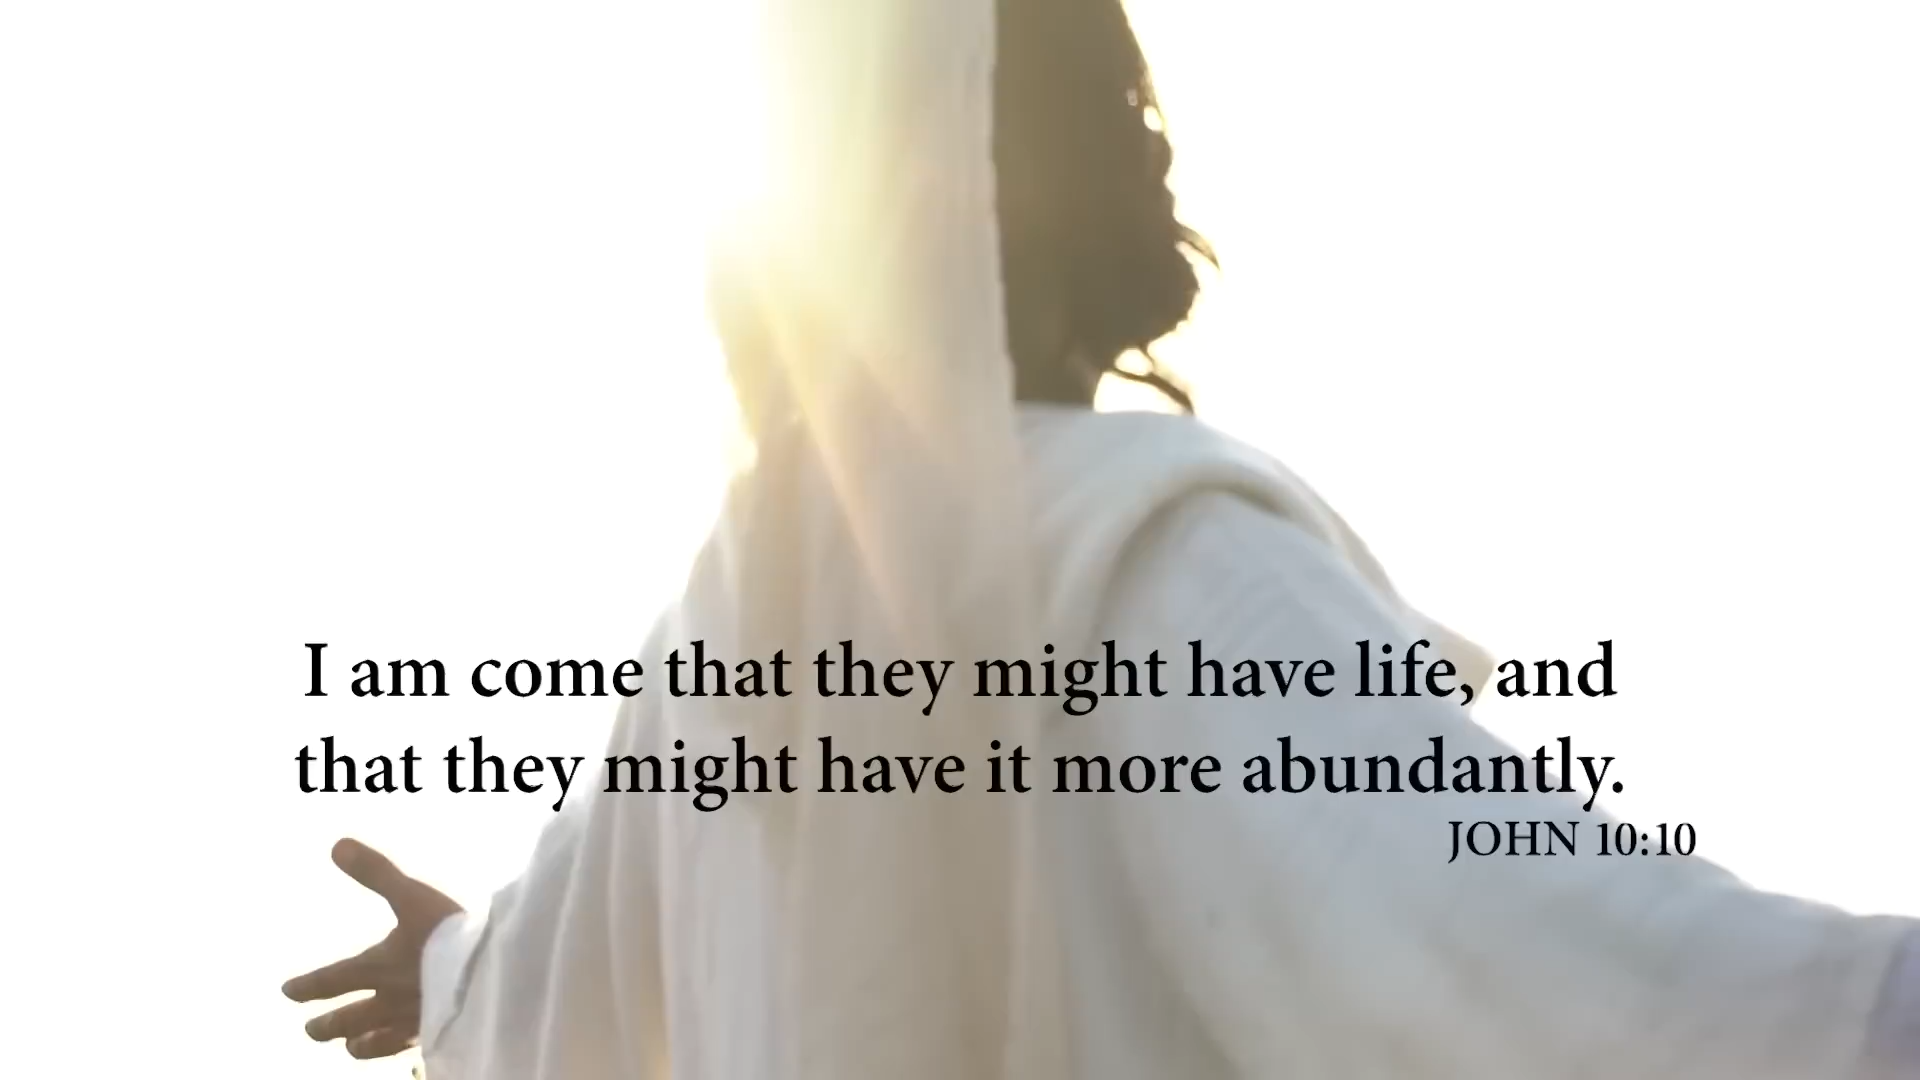 I am come that they might have life, and
that they might have it more abundantly.
JOHN 10:10